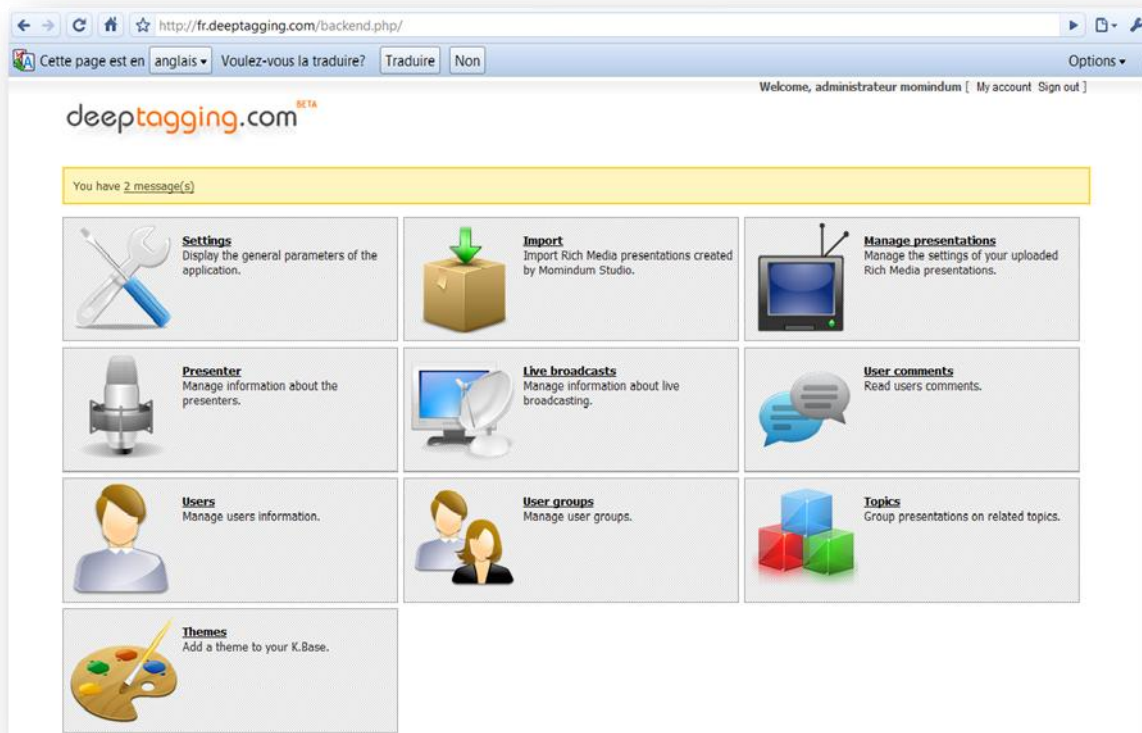 http://fr.deeptagging.com/backend.php/
Cette page est en anglais Voulez-vous la traduire? Traduire Non Options
Welcome, administrateur momindum [ My account Sign out ]
deeptagging.com BETA
You have 2 message(s)
Settings
Display the general parameters of the
application.
Import
Import Rich Media presentations created
by Momindum Studio.
Manage presentations
Manage the settings of your uploaded
Rich Media presentations.
Presenter
Manage information about the
presenters.
Live broadcasts
Manage information about live
broadcasting.
User comments
Read users comments.
Users
Manage users information.
User groups
Manage user groups.
Topics
Group presentations on related topics.
Themes
Add a theme to your K.Base.